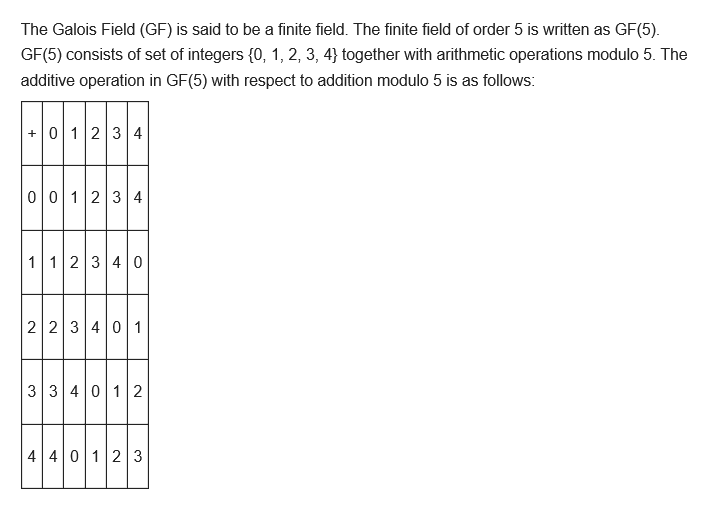 The Galois Field (GF) is said to be a finite field. The finite field of order 5 is written as GF(5).
GF(5) consists of set of integers {0, 1, 2, 3, 4} together with arithmetic operations modulo 5. The
additive operation in GF(5) with respect to addition modulo 5 is as follows:
+ 0 1 2 3 4
0 0 1 2 3 4
1 1 2 3 4 0
2 2 3 4 0 1
3 3 4 0 1 2
4 4 0 1 2 3